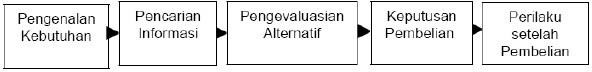 Pengenalan
Kebutuhan
Pencarian
Informasi
Pengevaluasian
Alternatif
Keputusan
Pembelian
Perilaku
setelah
Pembelian